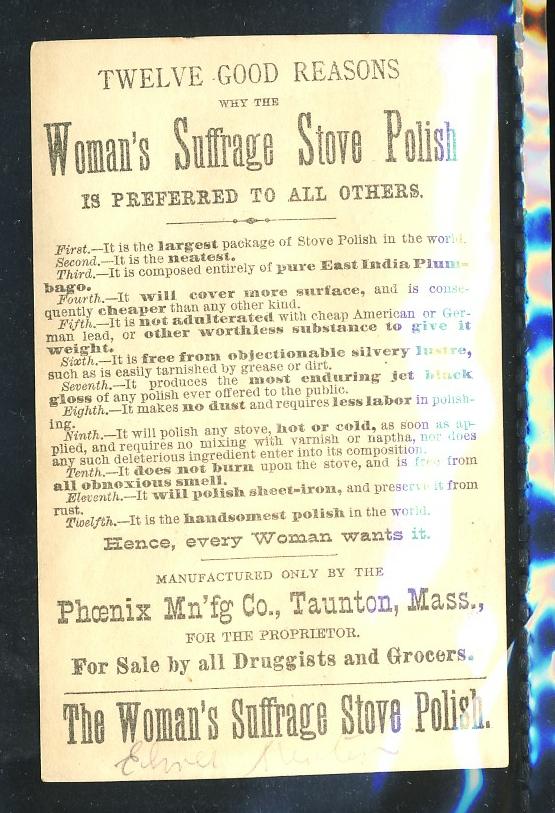 TWELVE GOOD REASONS
WHY THE
Woman's Suffrage Stove Polish
IS PREFERRED TO ALL OTHERS.
First.—It is the largest package of Stove Polish in the world.
Second.—It is the neatest.
Third.—It is composed entirely of pure East India Plum-
bago.
Fourth.—It will cover more surface, and is conse-
quently cheaper than any other kind.
Fifth.—It is not adulterated with cheap American or Ger-
man lead, or other worthless substance to give it
weight.
Sixth.—It is free from objectionable silvery lustre,
such as is easily tarnished by grease or dirt.
Seventh.—It produces the most enduring jet black
gloss of any polish ever offered to the public.
Eighth.—It makes no dust and requires less labor in polish-
ing.
Ninth.—It will polish any stove, hot or cold, as soon as ap-
plied, and requires no mixing with varnish or naptha, nor does
any such deleterious ingredient enter into its composition.
Tenth.—It does not burn upon the stove, and is free from
all obnoxious smell.
Eleventh.—It will polish sheet-iron, and preserve it from
rust.
Twelfth.—It is the handsomest polish in the world.
Hence, every Woman wants it.
MANUFACTURED ONLY BY THE
Phœnix Mn'fg Co., Taunton, Mass.,
FOR THE PROPRIETOR.
For Sale by all Druggists and Grocers.
The Woman's Suffrage Stove Polish.